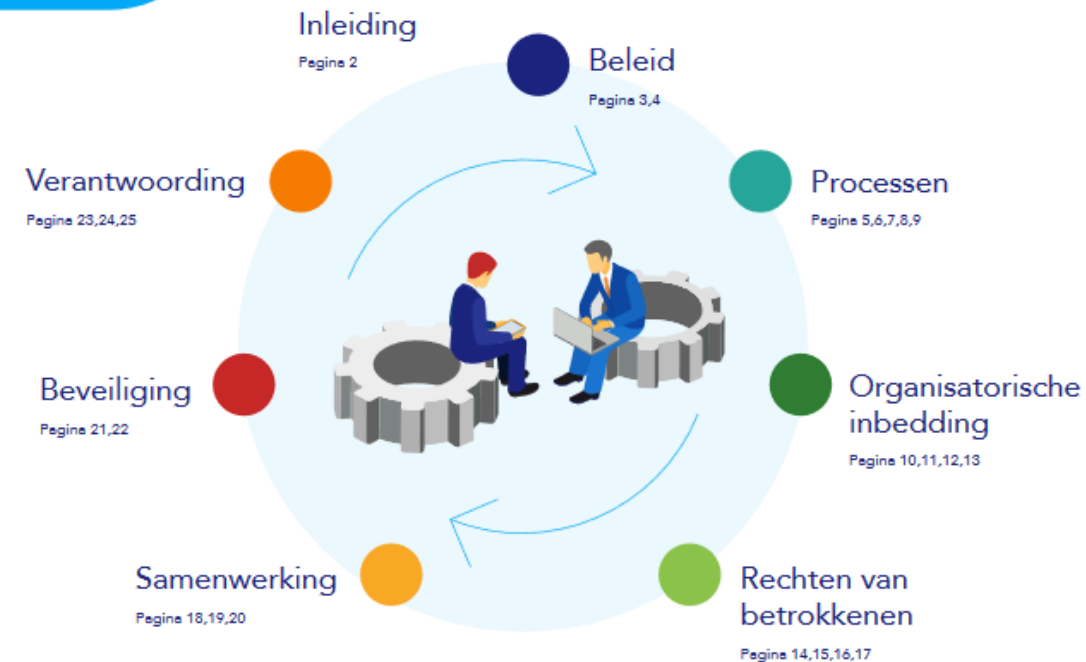 Inleiding
Pagina 2
Beleid
Pagina 3,4
Processen
Pagina 5,6,7,8,9
Organisatorische
inbedding
Pagina 10,11,12,13
Rechten van
betrokkenen
Pagina 14,15,16,17
Samenwerking
Pagina 18,19,20
Beveiliging
Pagina 21,22
Verantwoording
Pagina 23,24,25